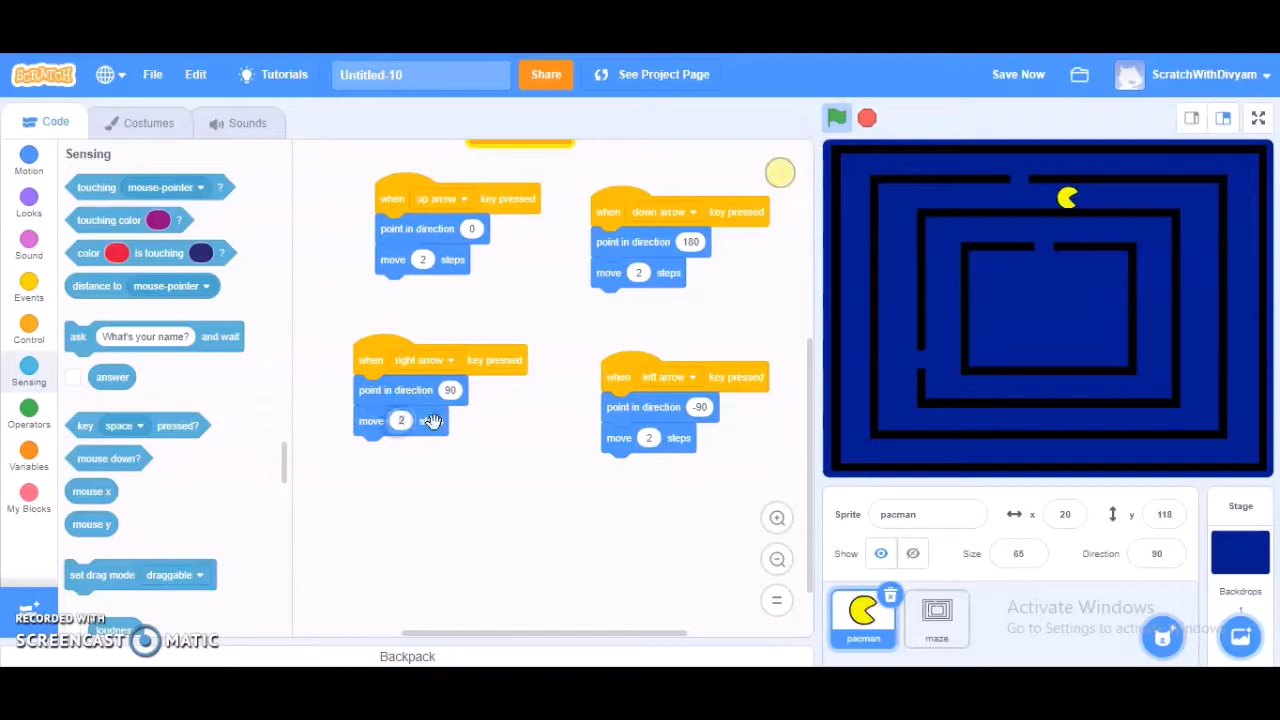 SCRATCH File Edit Tutorials Untitled-10 Share See Project Page Save Now ScratchWithDivyam
Code Costumes Sounds
Motion
Looks
Sound
Events
Control
Sensing
Operators
Variables
My Blocks
Sensing
touching mouse-pointer ?
touching color ?
color is touching ?
distance to mouse-pointer
ask What's your name? and wait
answer
key space pressed?
mouse down?
mouse x
mouse y
set drag mode draggable
loudness
when up arrow key pressed
point in direction 0
move 2 steps
when down arrow key pressed
point in direction 180
move 2 steps
when right arrow key pressed
point in direction 90
move 2
when left arrow key pressed
point in direction -90
move 2 steps
Sprite pacman x 20 y 118
Show Size 65 Direction 90
pacman
maze
Stage
Backdrops
1
Activate Windows
Go to Settings to activate Windows.
RECORDED WITH
SCREENCAST MATIC
Backpack